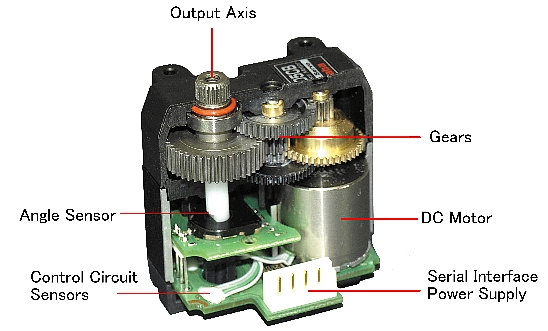 Output Axis
Gears
Angle Sensor
DC Motor
Control Circuit
Sensors
Serial Interface
Power Supply